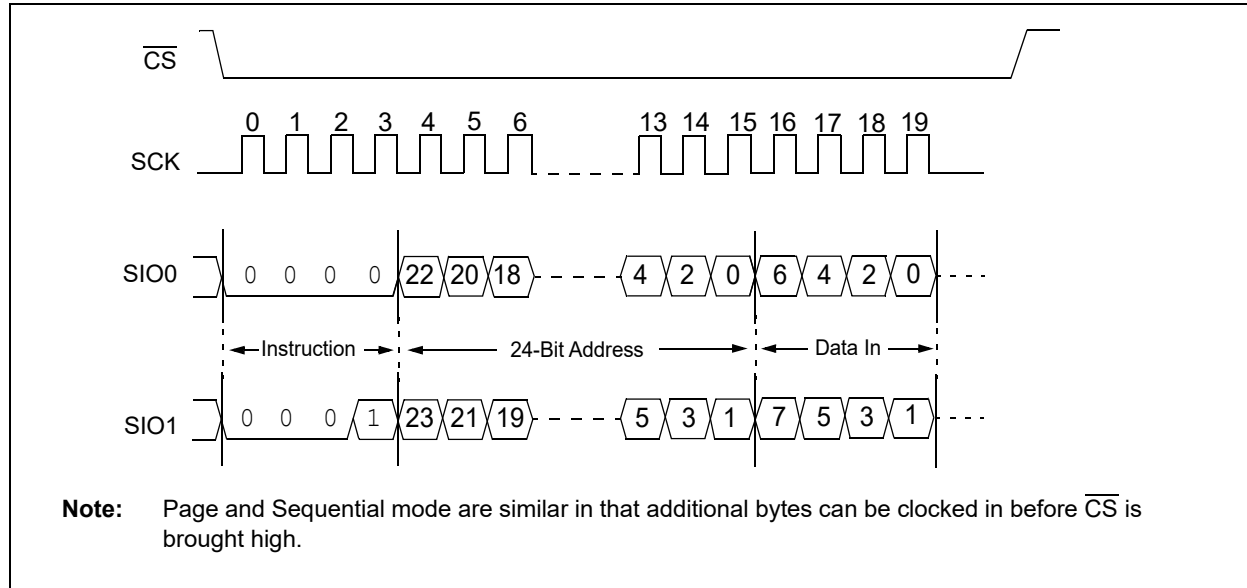 CS
0 1 2 3 4 5 6 13 14 15 16 17 18 19
SCK
SIO0 0 0 0 0 22 20 18 4 2 0 6 4 2 0
Instruction 24-Bit Address Data In
SIO1 0 0 0 1 23 21 19 5 3 1 7 5 3 1
Note: Page and Sequential mode are similar in that additional bytes can be clocked in before CS is
brought high.